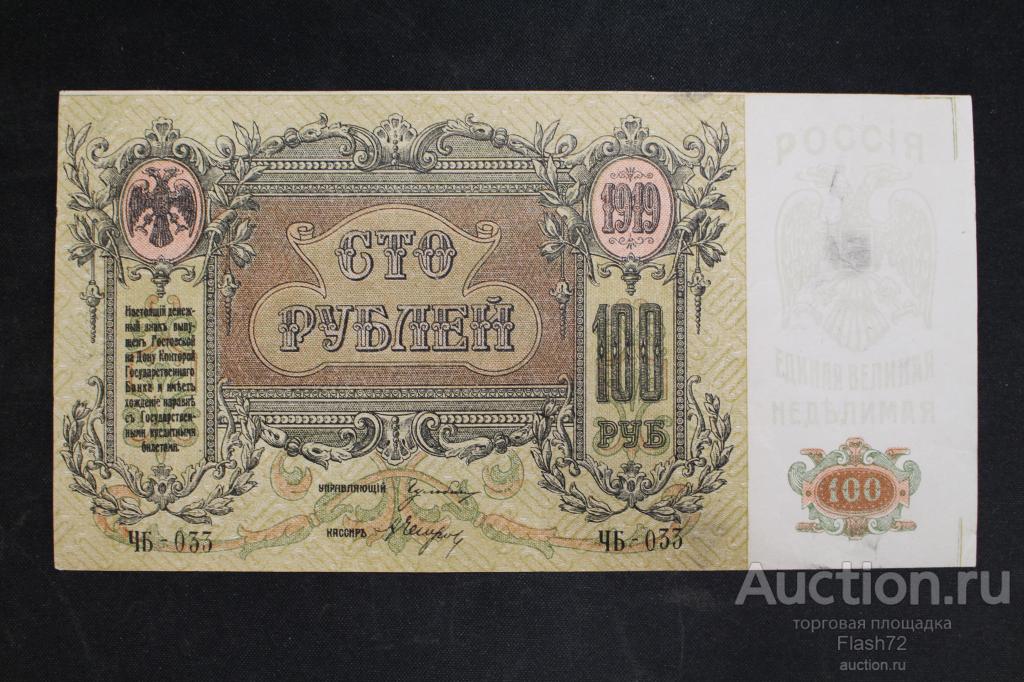 1919
СТО
РУБЛЕЙ
Настоящій денеж-
ный знакъ выпу-
щенъ Ростовской
на Дону Конторой
Государственнаго
Банка и имѣетъ
хожденіе наравнѣ
съ Государствен-
ными кредитными
билетами.
100
РУБ
УПРАВЛЯЮЩІЙ
КАССИРЪ
ЧБ-033
ЧБ-033
РОССІЯ
ЕДИНАЯ ВЕЛИКАЯ
НЕДѢЛИМАЯ
100
Auction.ru
торговая площадка
Flash72
auction.ru